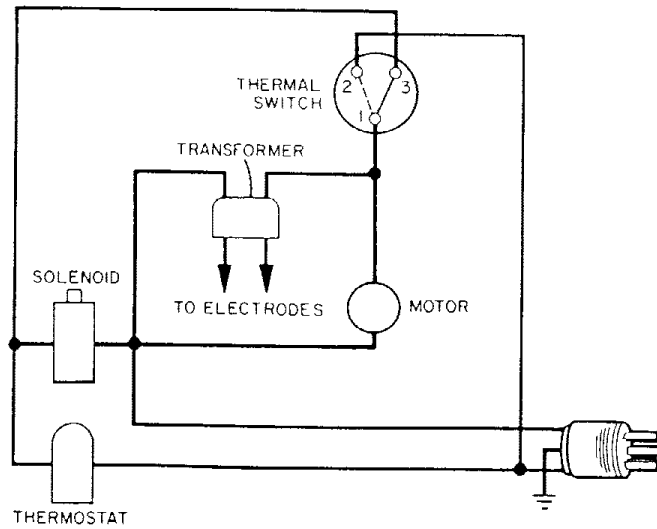 THERMAL
SWITCH
2
3
1
TRANSFORMER
SOLENOID
TO ELECTRODES
MOTOR
THERMOSTAT